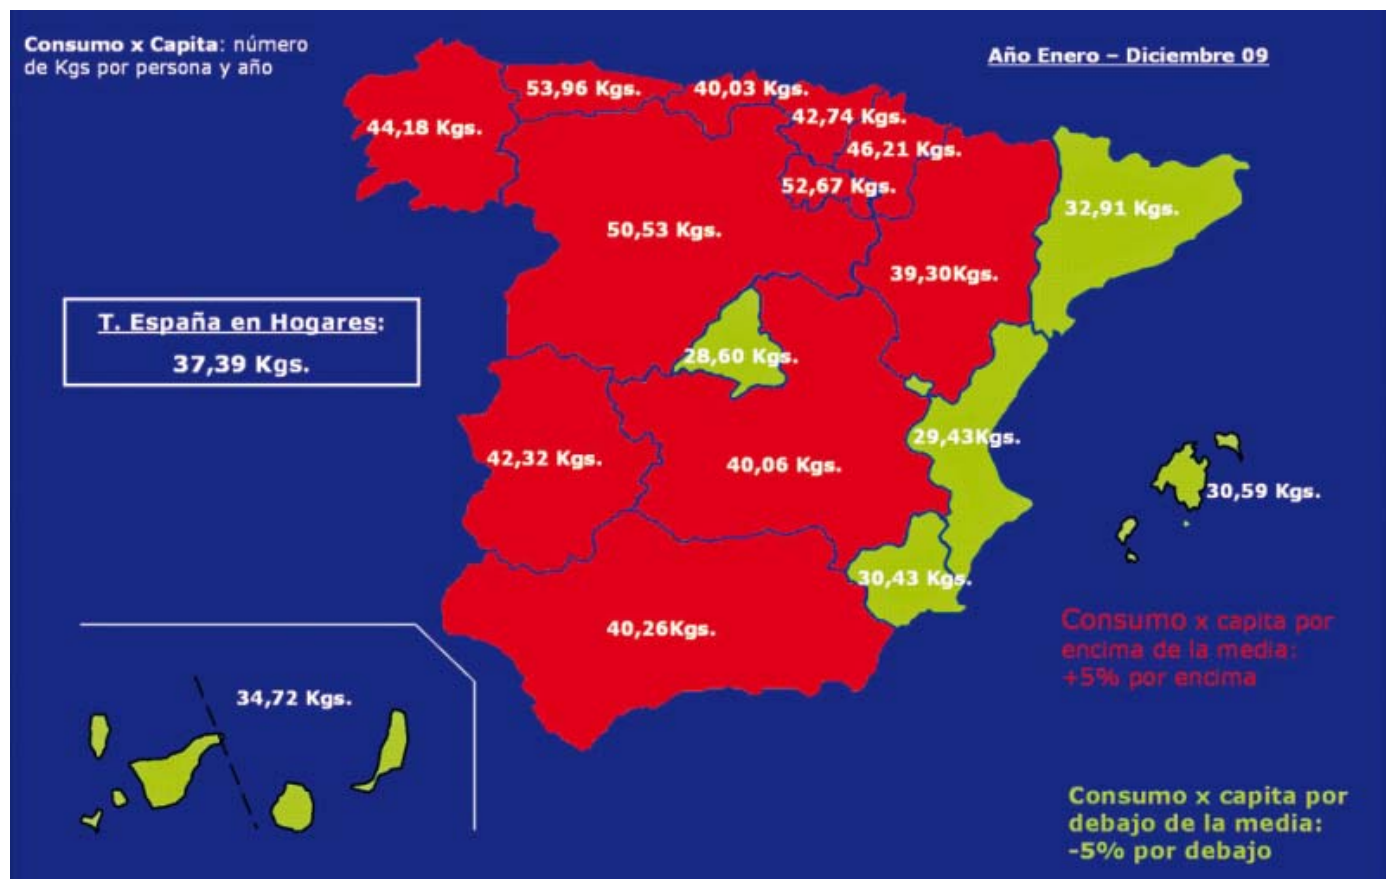 Consumo x Capita: número
de Kgs por persona y año
Año Enero – Diciembre 09
53,96 Kgs.
40,03 Kgs.
42,74 Kgs.
44,18 Kgs.
46,21 Kgs.
52,67 Kgs.
32,91 Kgs.
50,53 Kgs.
39,30Kgs.
T. España en Hogares:
37,39 Kgs.
28,60 Kgs.
29,43Kgs.
42,32 Kgs.
40,06 Kgs.
30,59 Kgs.
30,43 Kgs.
40,26Kgs.
Consumo x capita por
encima de la media:
+5% por encima
34,72 Kgs.
Consumo x capita por
debajo de la media:
-5% por debajo